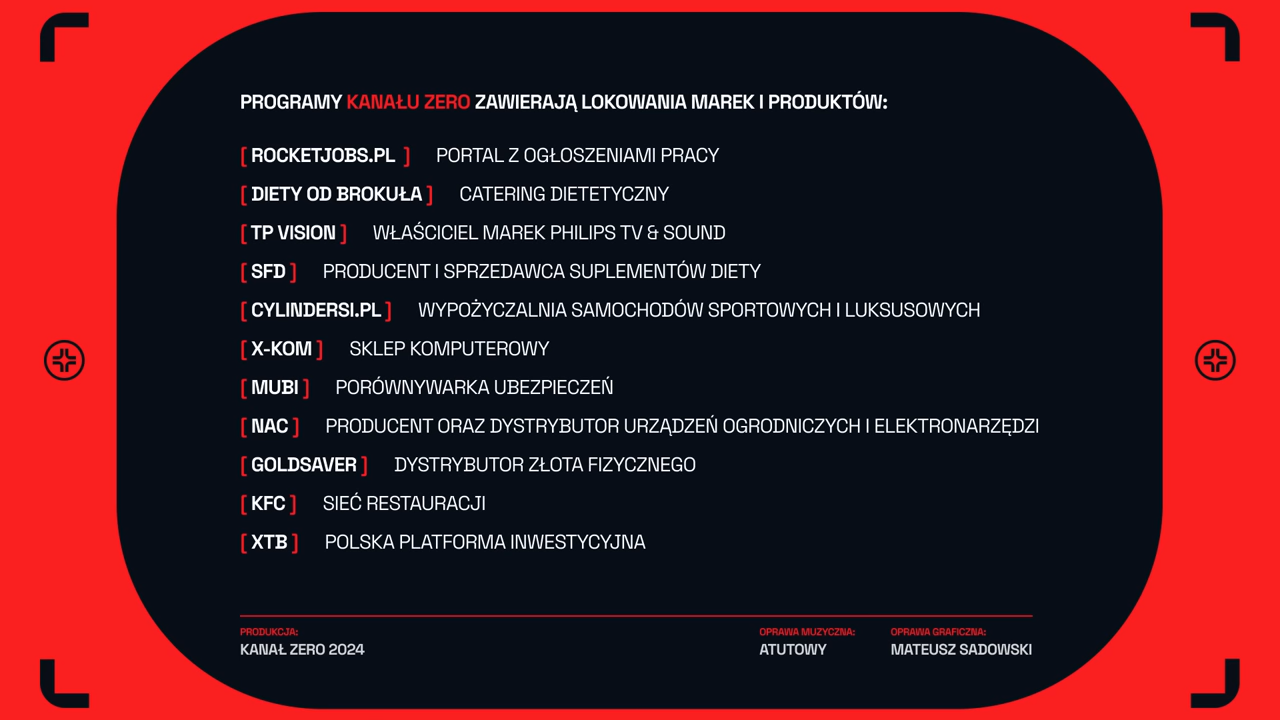 PROGRAMY KANAŁU ZERO ZAWIERAJĄ LOKOWANIA MAREK I PRODUKTÓW:
[ ROCKETJOBS.PL ] PORTAL Z OGŁOSZENIAMI PRACY
[ DIETY OD BROKUŁA ] CATERING DIETETYCZNY
[ TP VISION ] WŁAŚCICIEL MAREK PHILIPS TV & SOUND
[ SFD ] PRODUCENT I SPRZEDAWCA SUPLEMENTÓW DIETY
[ CYLINDERSI.PL ] WYPOŻYCZALNIA SAMOCHODÓW SPORTOWYCH I LUKSUSOWYCH
[ X-KOM ] SKLEP KOMPUTEROWY
[ MUBI ] PORÓWNYWARKA UBEZPIECZEŃ
[ NAC ] PRODUCENT ORAZ DYSTRYBUTOR URZĄDZEŃ OGRODNICZYCH I ELEKTRONARZĘDZI
[ GOLDSAVER ] DYSTRYBUTOR ZŁOTA FIZYCZNEGO
[ KFC ] SIEĆ RESTAURACJI
[ XTB ] POLSKA PLATFORMA INWESTYCYJNA
PRODUKCJA:
KANAŁ ZERO 2024
OPRAWA MUZYCZNA:
ATUTOWY
OPRAWA GRAFICZNA:
MATEUSZ SADOWSKI